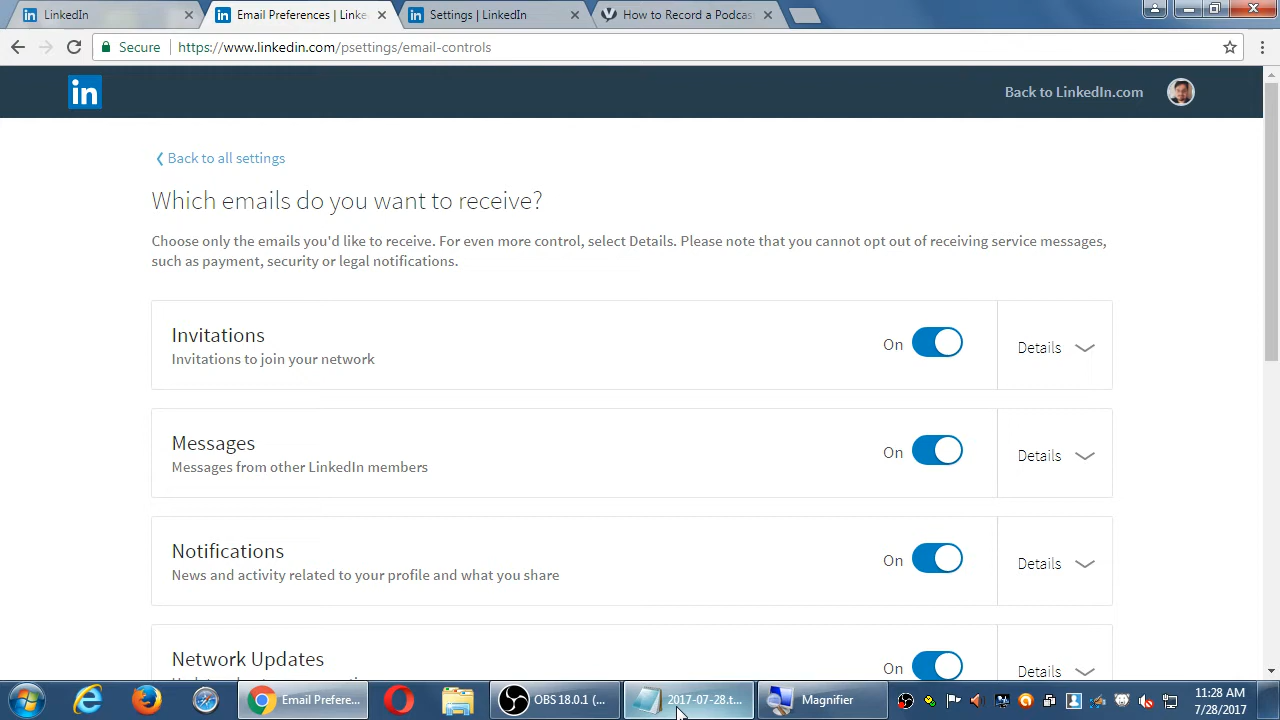 LinkedIn
Email Preferences | Linke
Settings | LinkedIn
How to Record a Podcas
Secure
https://www.linkedin.com/psettings/email-controls
in
Back to LinkedIn.com
Back to all settings
Which emails do you want to receive?
Choose only the emails you'd like to receive. For even more control, select Details. Please note that you cannot opt out of receiving service messages,
such as payment, security or legal notifications.
Invitations
Invitations to join your network
On
Details
Messages
Messages from other LinkedIn members
On
Details
Notifications
News and activity related to your profile and what you share
On
Details
Network Updates
On
Details
Email Prefere...
OBS 18.0.1 (...
2017-07-28.t...
Magnifier
11:28 AM
7/28/2017